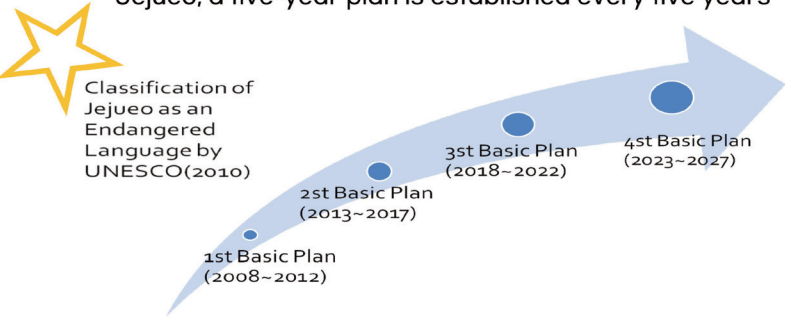 Jejueo, a five-year plan is established every five years
Classification of
Jejueo as an
Endangered
Language by
UNESCO(2010)
1st Basic Plan
(2008~2012)
2st Basic Plan
(2013~2017)
3st Basic Plan
(2018~2022)
4st Basic Plan
(2023~2027)